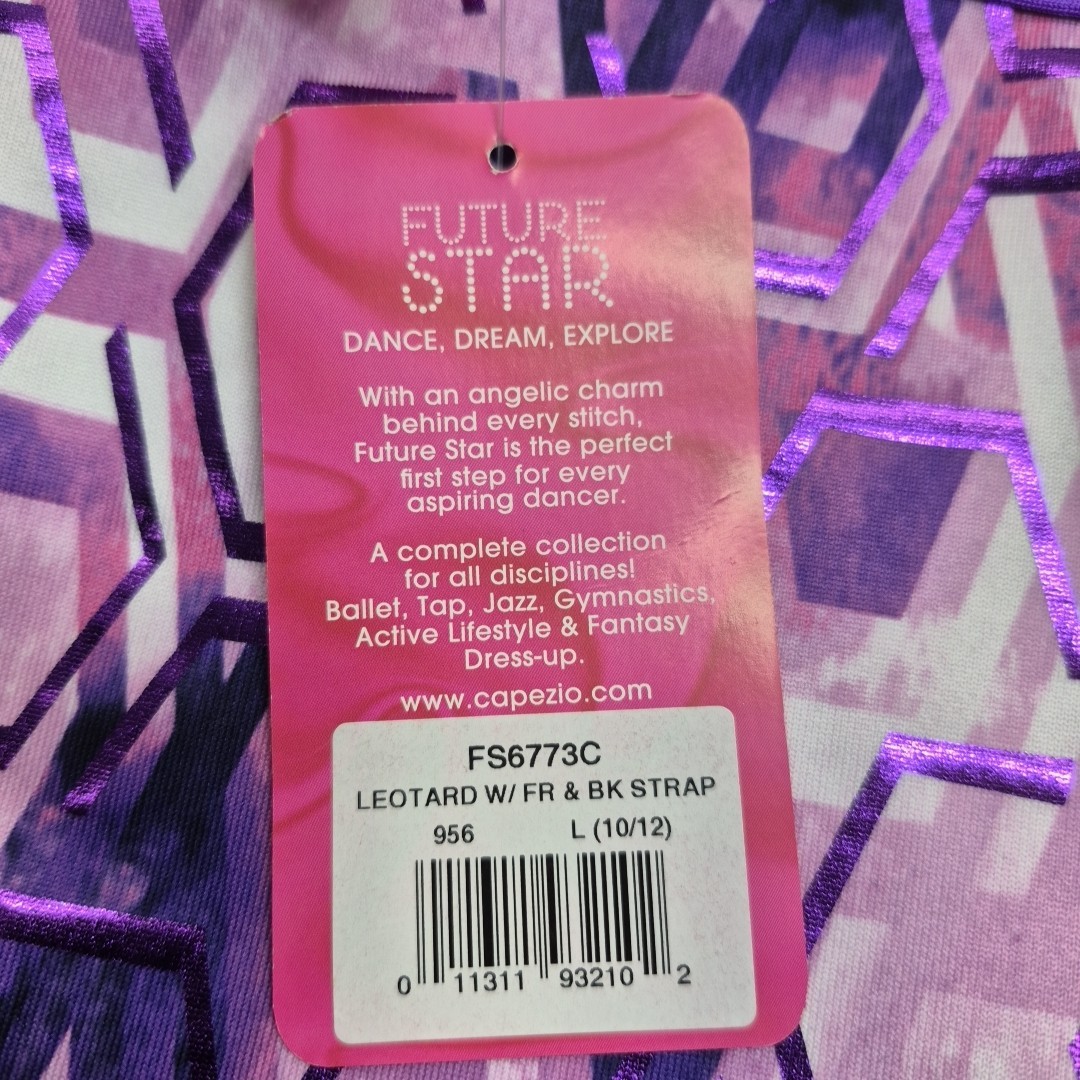 FUTURE
STAR
DANCE, DREAM, EXPLORE
With an angelic charm
behind every stitch,
Future Star is the perfect
first step for every
aspiring dancer.
A complete collection
for all disciplines!
Ballet, Tap, Jazz, Gymnastics,
Active Lifestyle & Fantasy
Dress-up.
www.capezio.com
FS6773C
LEOTARD W/ FR & BK STRAP
956 L (10/12)
0 11311 93210 2